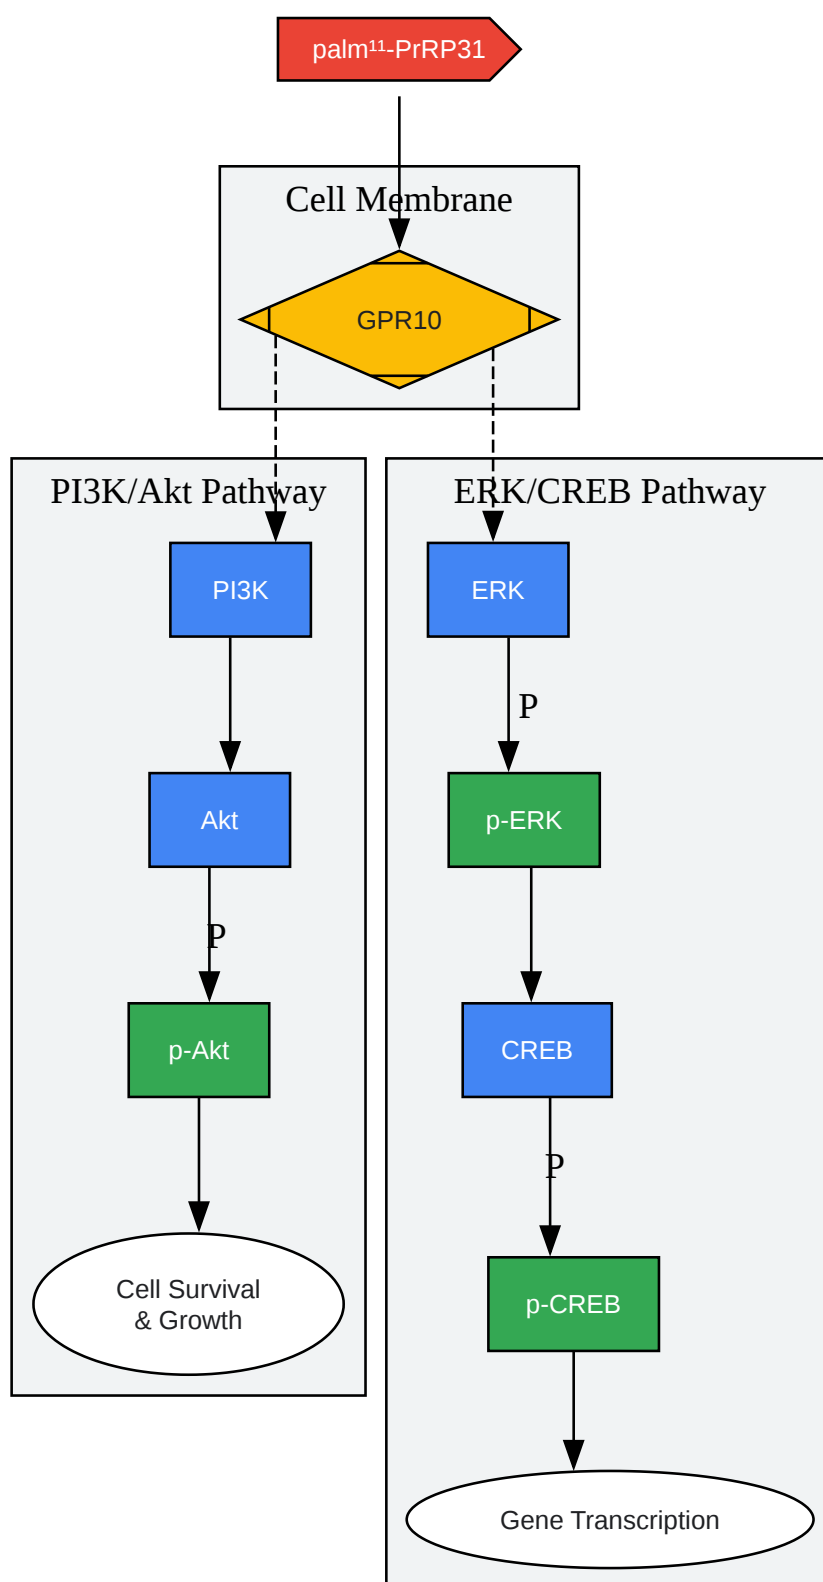 palm¹¹-PrRP31
Cell Membrane
GPR10
PI3K/Akt Pathway
PI3K
Akt
P
p-Akt
Cell Survival
& Growth
ERK/CREB Pathway
ERK
P
p-ERK
CREB
P
p-CREB
Gene Transcription